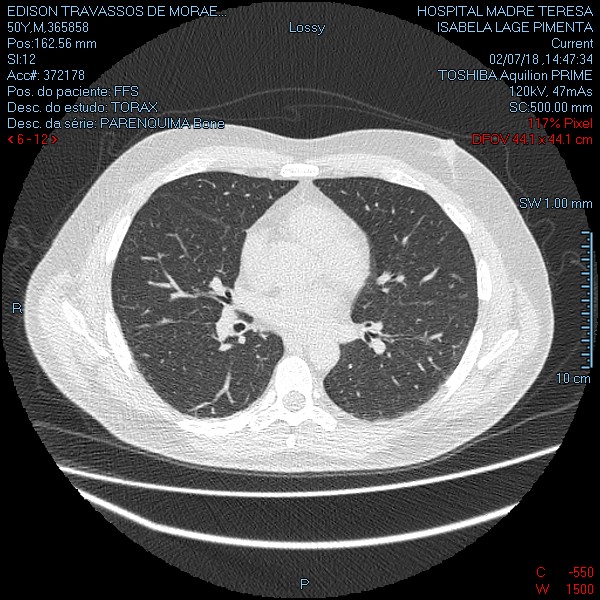 EDISON TRAVASSOS DE MORAE...
50Y,M,365858
Pos:162.56 mm
SI:12
Acc#: 372178
Pos. do paciente: FFS
Desc. do estudo: TORAX
Desc. da série: PARENQUIMA Bone
< 6 - 12 >
Lossy
HOSPITAL MADRE TERESA
ISABELA LAGE PIMENTA
Current
02/07/18 ,14:47:34
TOSHIBA Aquilion PRIME
120kV, 47mAs
SC:500.00 mm
117% Pixel
DFOV 44.1 x 44.1 cm
SW 1.00 mm
R
10 cm
P
C -550
W 1500